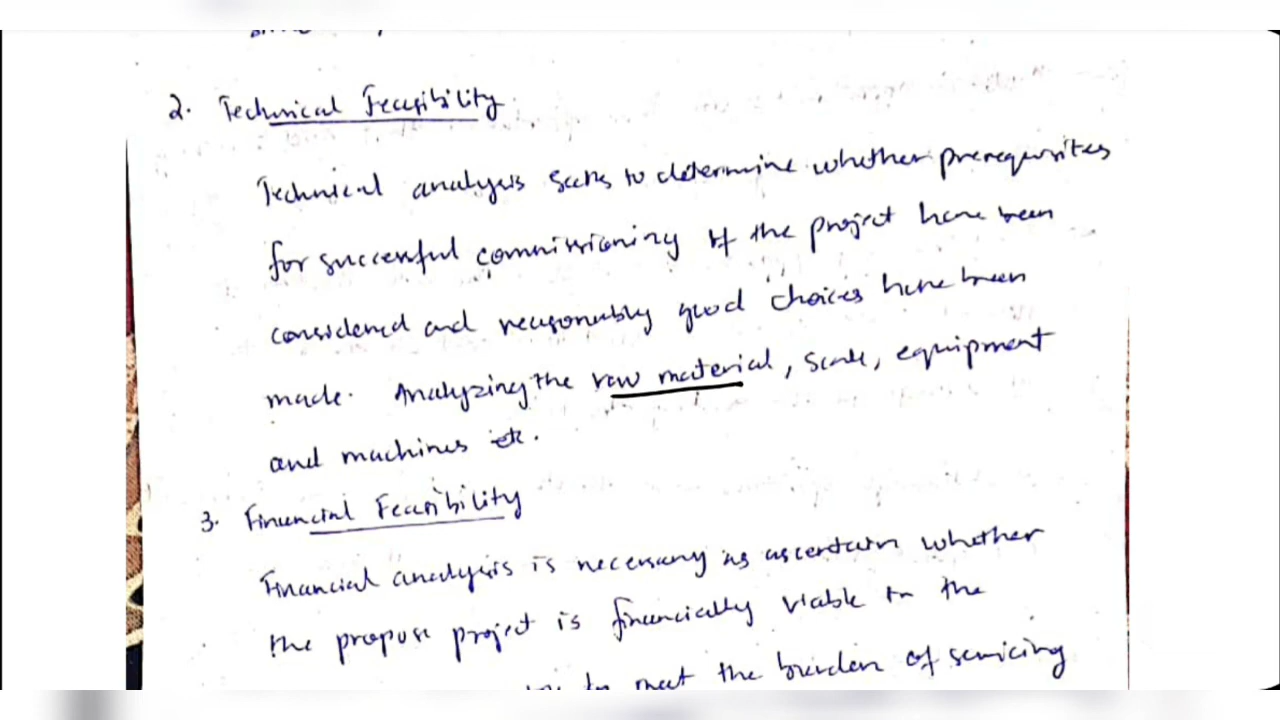 2. Technical Feasibility
Technical analysis seeks to determine whether prerequisites
for successful commissioning of the project have been
considered and reasonably good choices have been
made. Analyzing the raw material, scale, equipment
and machines etc.
3. Financial Feasibility
Financial analysis is necessary as ascertain whether
the propose project is financially viable in the
to meet the burden of servicing